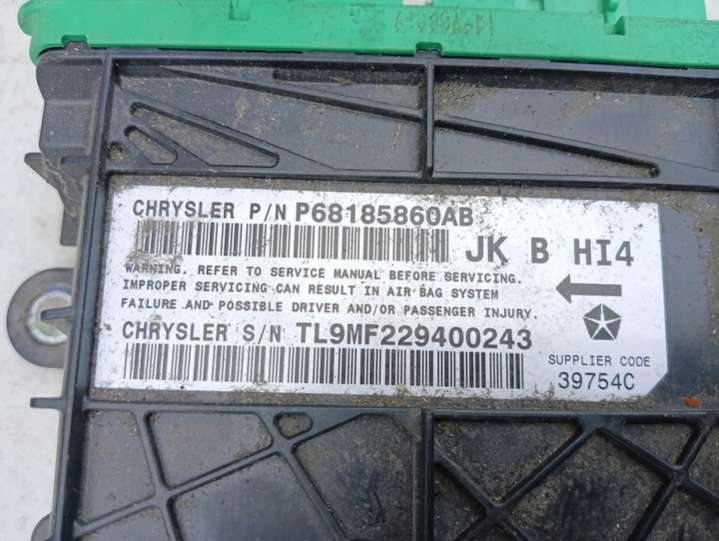 CHRYSLER P/N P68185860AB
JK B HI4
WARNING. REFER TO SERVICE MANUAL BEFORE SERVICING.
IMPROPER SERVICING CAN RESULT IN AIR BAG SYSTEM
FAILURE AND POSSIBLE DRIVER AND/OR PASSENGER INJURY.
CHRYSLER S/N TL9MF229400243
SUPPLIER CODE
39754C